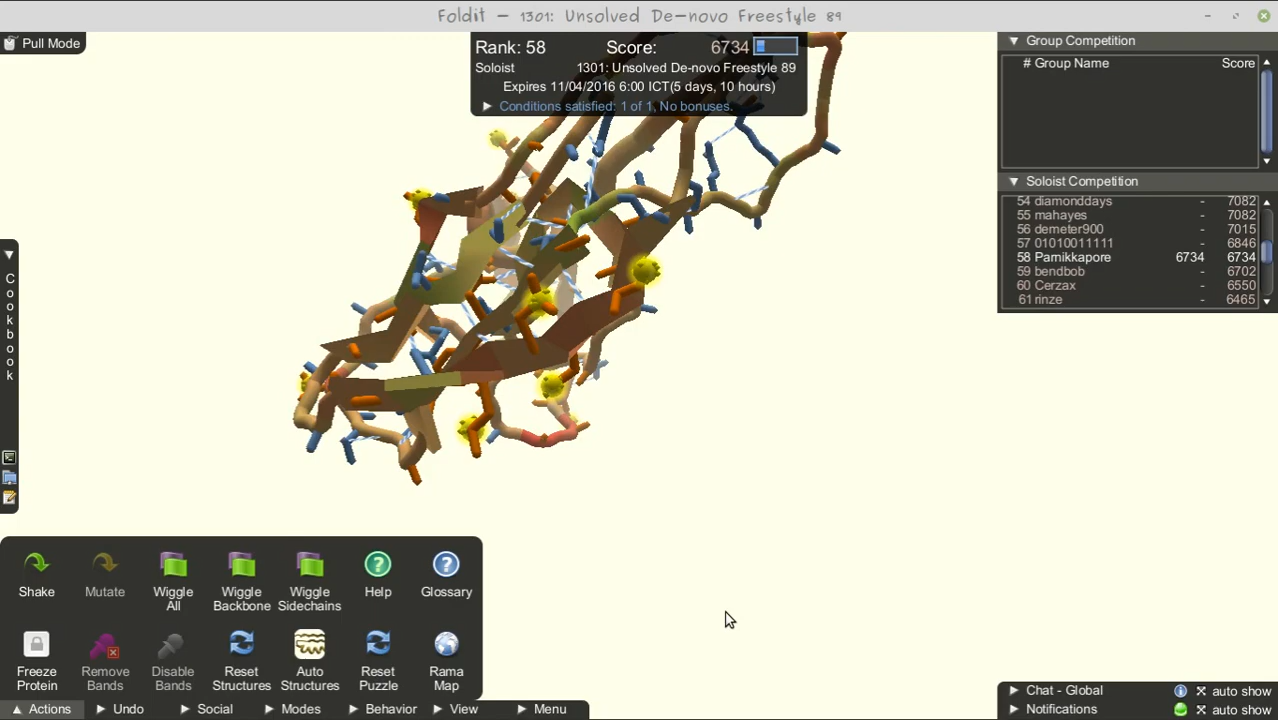 Foldit - 1301: Unsolved De-novo Freestyle 89
Pull Mode
Rank: 58 Score: 6734
Soloist 1301: Unsolved De-novo Freestyle 89
Expires 11/04/2016 6:00 ICT(5 days, 10 hours)
Conditions satisfied: 1 of 1, No bonuses.
Group Competition
# Group Name Score
Soloist Competition
54 diamonddays - 7082
55 mahayes - 7082
56 demeter900 - 7015
57 01010011111 - 6846
58 Pamikkapore 6734 6734
59 bendbob - 6702
60 Cerzax - 6550
61 rinze - 6465
Cookbook
Shake
Mutate
Wiggle All
Wiggle Backbone
Wiggle Sidechains
Help
Glossary
Freeze Protein
Remove Bands
Disable Bands
Reset Structures
Auto Structures
Reset Puzzle
Rama Map
Actions Undo Social Modes Behavior View Menu
Chat - Global auto show
Notifications auto show